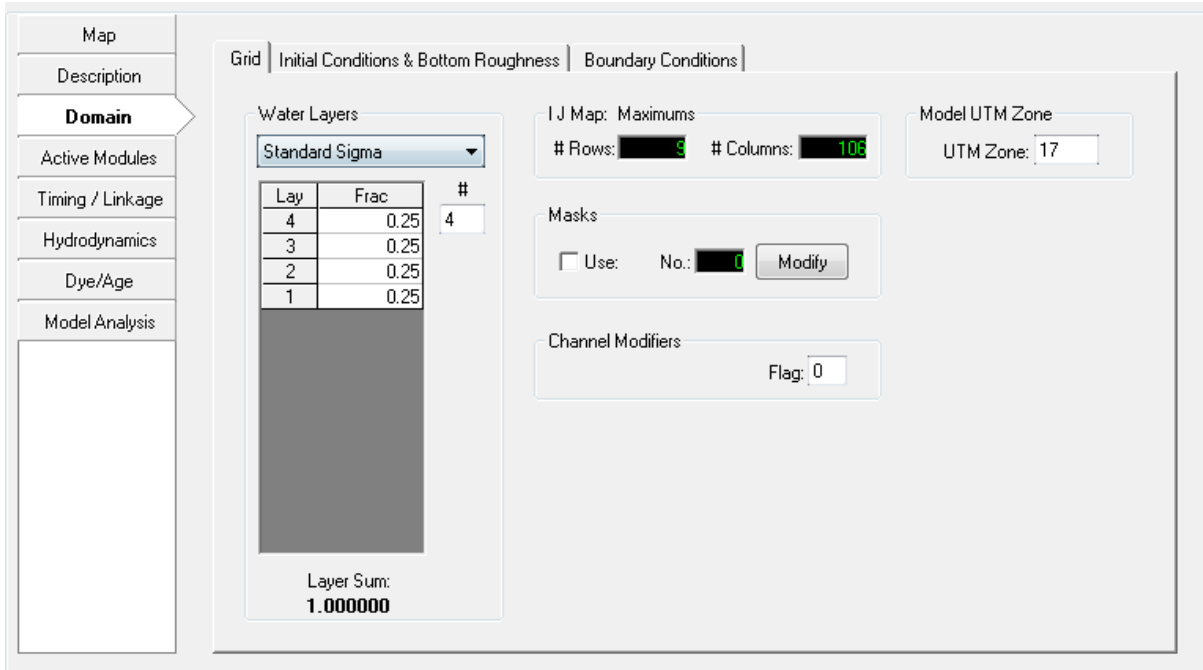 Map
Description
Domain
Active Modules
Timing / Linkage
Hydrodynamics
Dye/Age
Model Analysis
Grid Initial Conditions & Bottom Roughness Boundary Conditions
Water Layers
Standard Sigma
Lay Frac #
4 0.25 4
3 0.25
2 0.25
1 0.25
Layer Sum:
1.000000
I J Map: Maximums
# Rows: 9 # Columns: 106
Masks
Use: No.: 0 Modify
Channel Modifiers
Flag: 0
Model UTM Zone
UTM Zone: 17